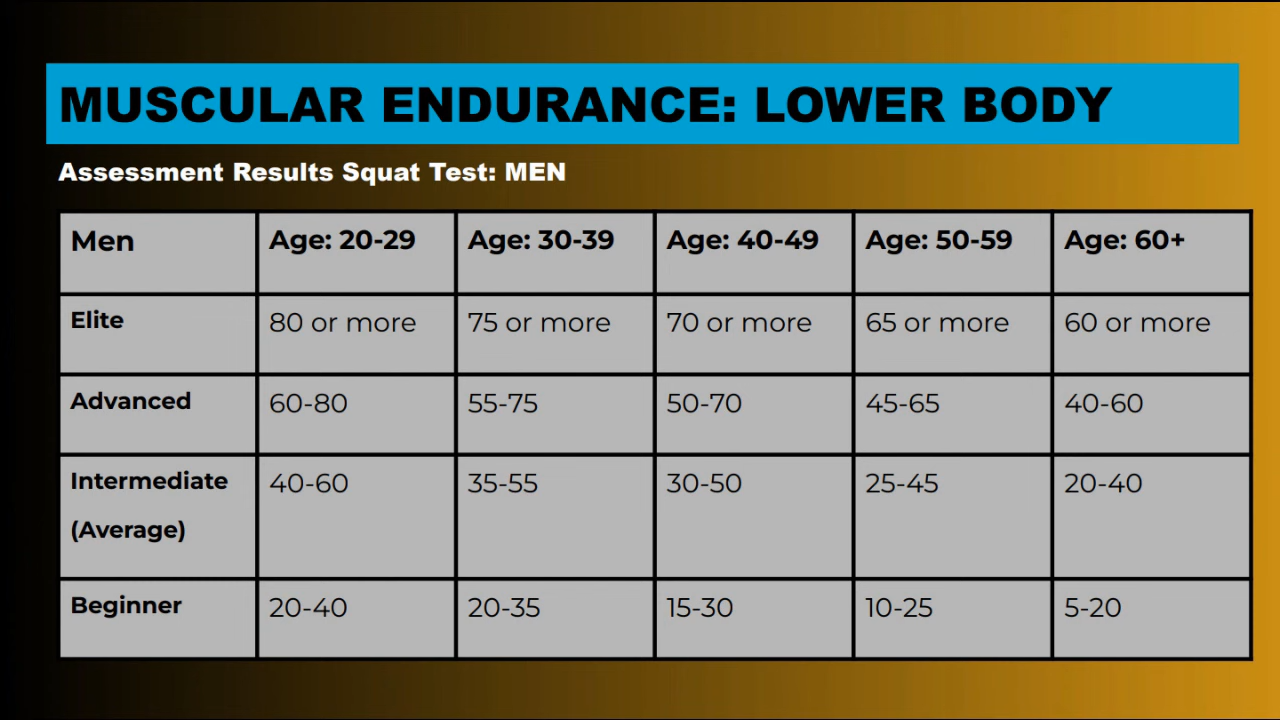 MUSCULAR ENDURANCE: LOWER BODY
Assessment Results Squat Test: MEN
Men Age: 20-29 Age: 30-39 Age: 40-49 Age: 50-59 Age: 60+
Elite 80 or more 75 or more 70 or more 65 or more 60 or more
Advanced 60-80 55-75 50-70 45-65 40-60
Intermediate 40-60 35-55 30-50 25-45 20-40
(Average)
Beginner 20-40 20-35 15-30 10-25 5-20